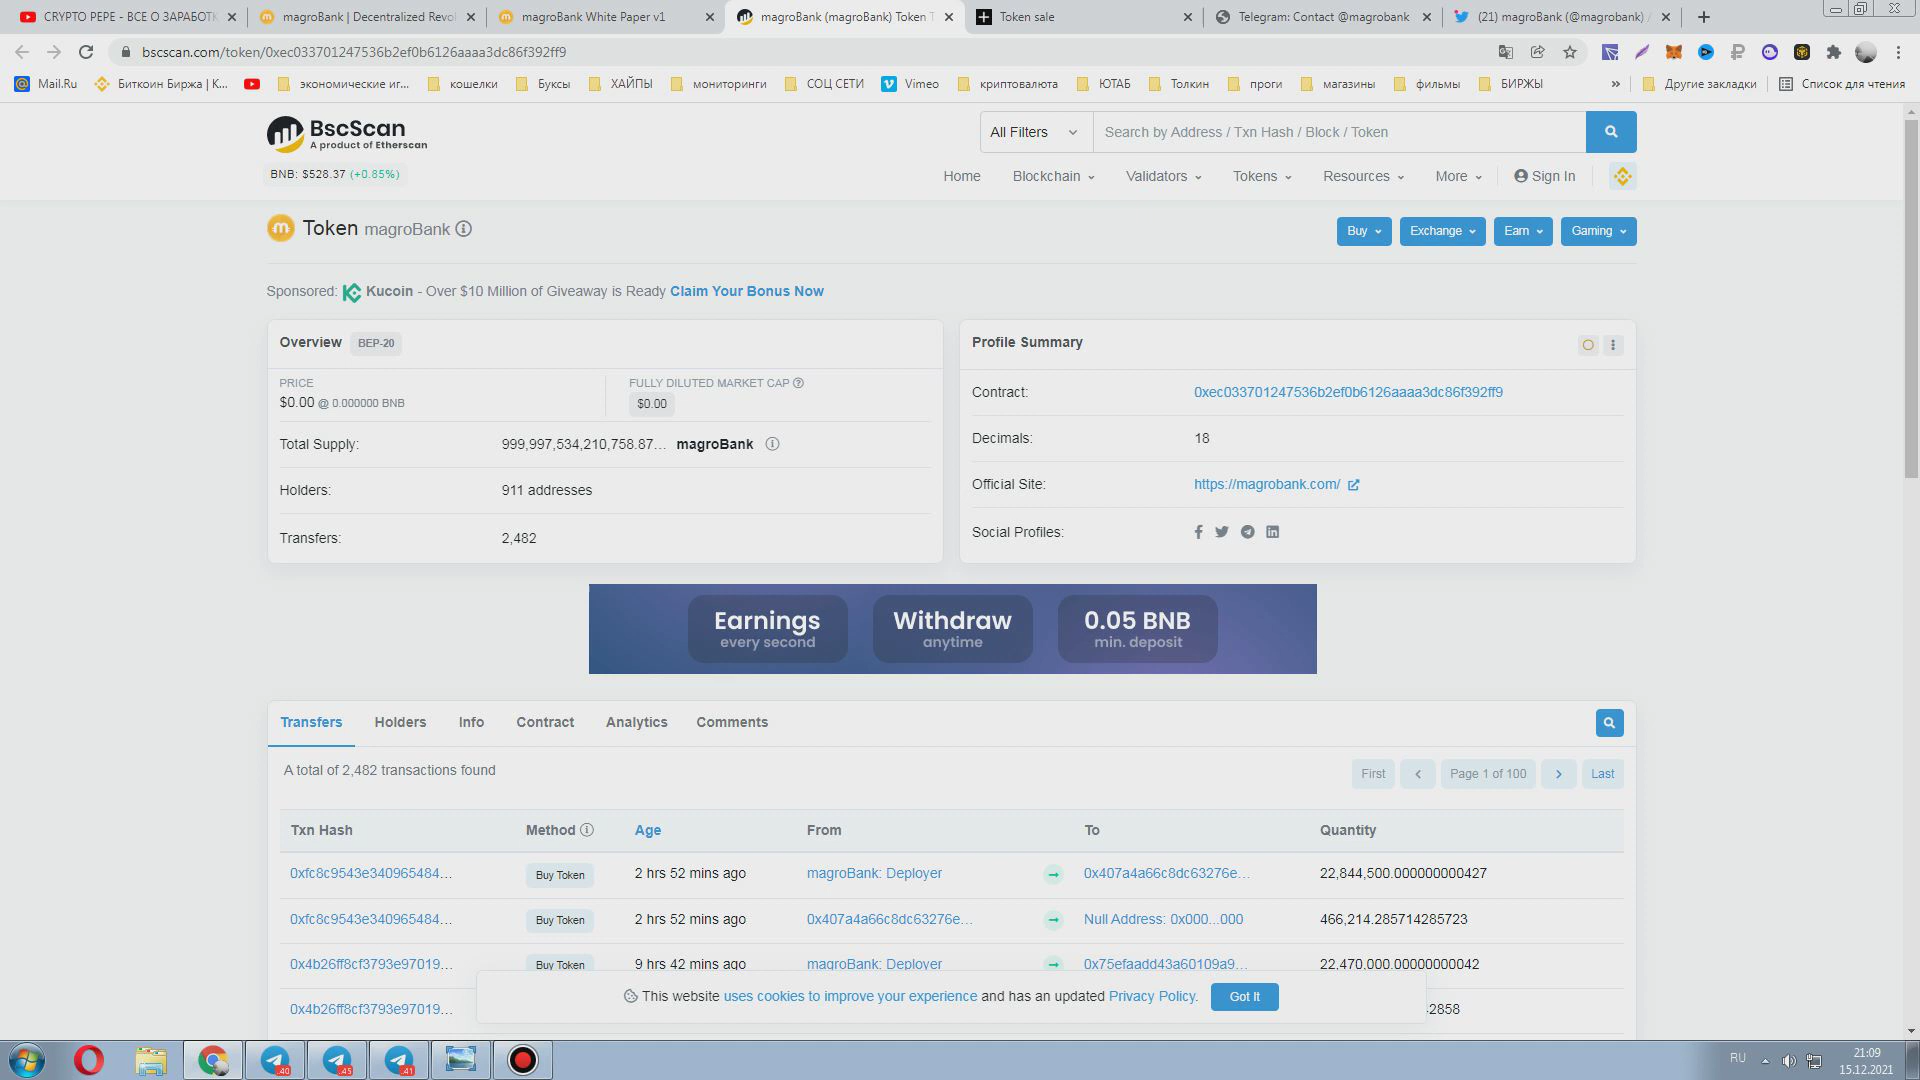 CRYPTO PEPE - ВСЕ О ЗАРАБОТК
magroBank | Decentralized Revol
magroBank White Paper v1
magroBank (magroBank) Token T
Token sale
Telegram: Contact @magrobank
(21) magroBank (@magrobank) /
bscscan.com/token/0xec033701247536b2ef0b6126aaaa3dc86f392ff9
Mail.Ru
Биткоин Биржа | К...
экономические иг...
кошелки
Буксы
ХАЙПЫ
мониторинги
СОЦ СЕТИ
Vimeo
криптовалюта
ЮТАБ
Толкин
проги
магазины
фильмы
БИРЖЫ
»
Другие закладки
Список для чтения
BscScan
A product of Etherscan
All Filters
Search by Address / Txn Hash / Block / Token
BNB: $528.37 (+0.85%)
Home
Blockchain
Validators
Tokens
Resources
More
Sign In
Token magroBank
Buy
Exchange
Earn
Gaming
Sponsored: Kucoin - Over $10 Million of Giveaway is Ready Claim Your Bonus Now
Overview BEP-20
PRICE
$0.00 @ 0.000000 BNB
FULLY DILUTED MARKET CAP
$0.00
Total Supply: 999,997,534,210,758.87... magroBank
Holders: 911 addresses
Transfers: 2,482
Profile Summary
Contract: 0xec033701247536b2ef0b6126aaaa3dc86f392ff9
Decimals: 18
Official Site: https://magrobank.com/
Social Profiles:
Earnings
every second
Withdraw
anytime
0.05 BNB
min. deposit
Transfers
Holders
Info
Contract
Analytics
Comments
A total of 2,482 transactions found
First
Page 1 of 100
Last
Txn Hash Method Age From To Quantity
0xfc8c9543e340965484... Buy Token 2 hrs 52 mins ago magroBank: Deployer 0x407a4a66c8dc63276e... 22,844,500.000000000427
0xfc8c9543e340965484... Buy Token 2 hrs 52 mins ago 0x407a4a66c8dc63276e... Null Address: 0x000...000 466,214.285714285723
0x4b26ff8cf3793e97019... Buy Token 9 hrs 42 mins ago magroBank: Deployer 0x75efaadd43a60109a9... 22,470,000.00000000042
0x4b26ff8cf3793e97019... 2858
This website uses cookies to improve your experience and has an updated Privacy Policy.
Got It
.40
.45
.41
RU
21:09
15.12.2021